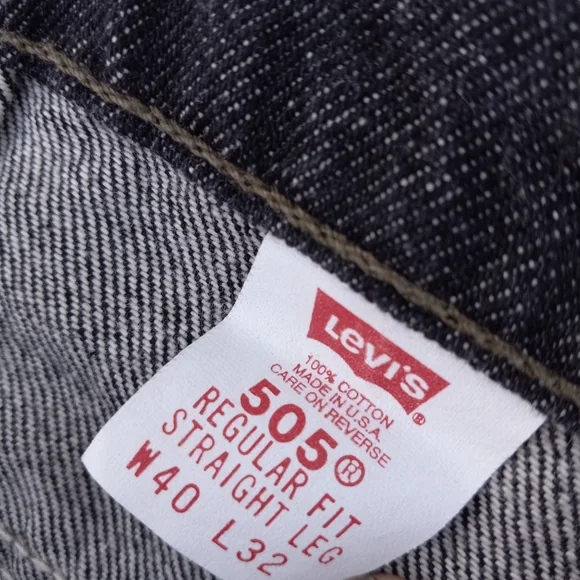 Levi's®
100% COTTON
MADE IN U.S.A.
CARE ON REVERSE
505®
REGULAR FIT
STRAIGHT LEG
W40 L32